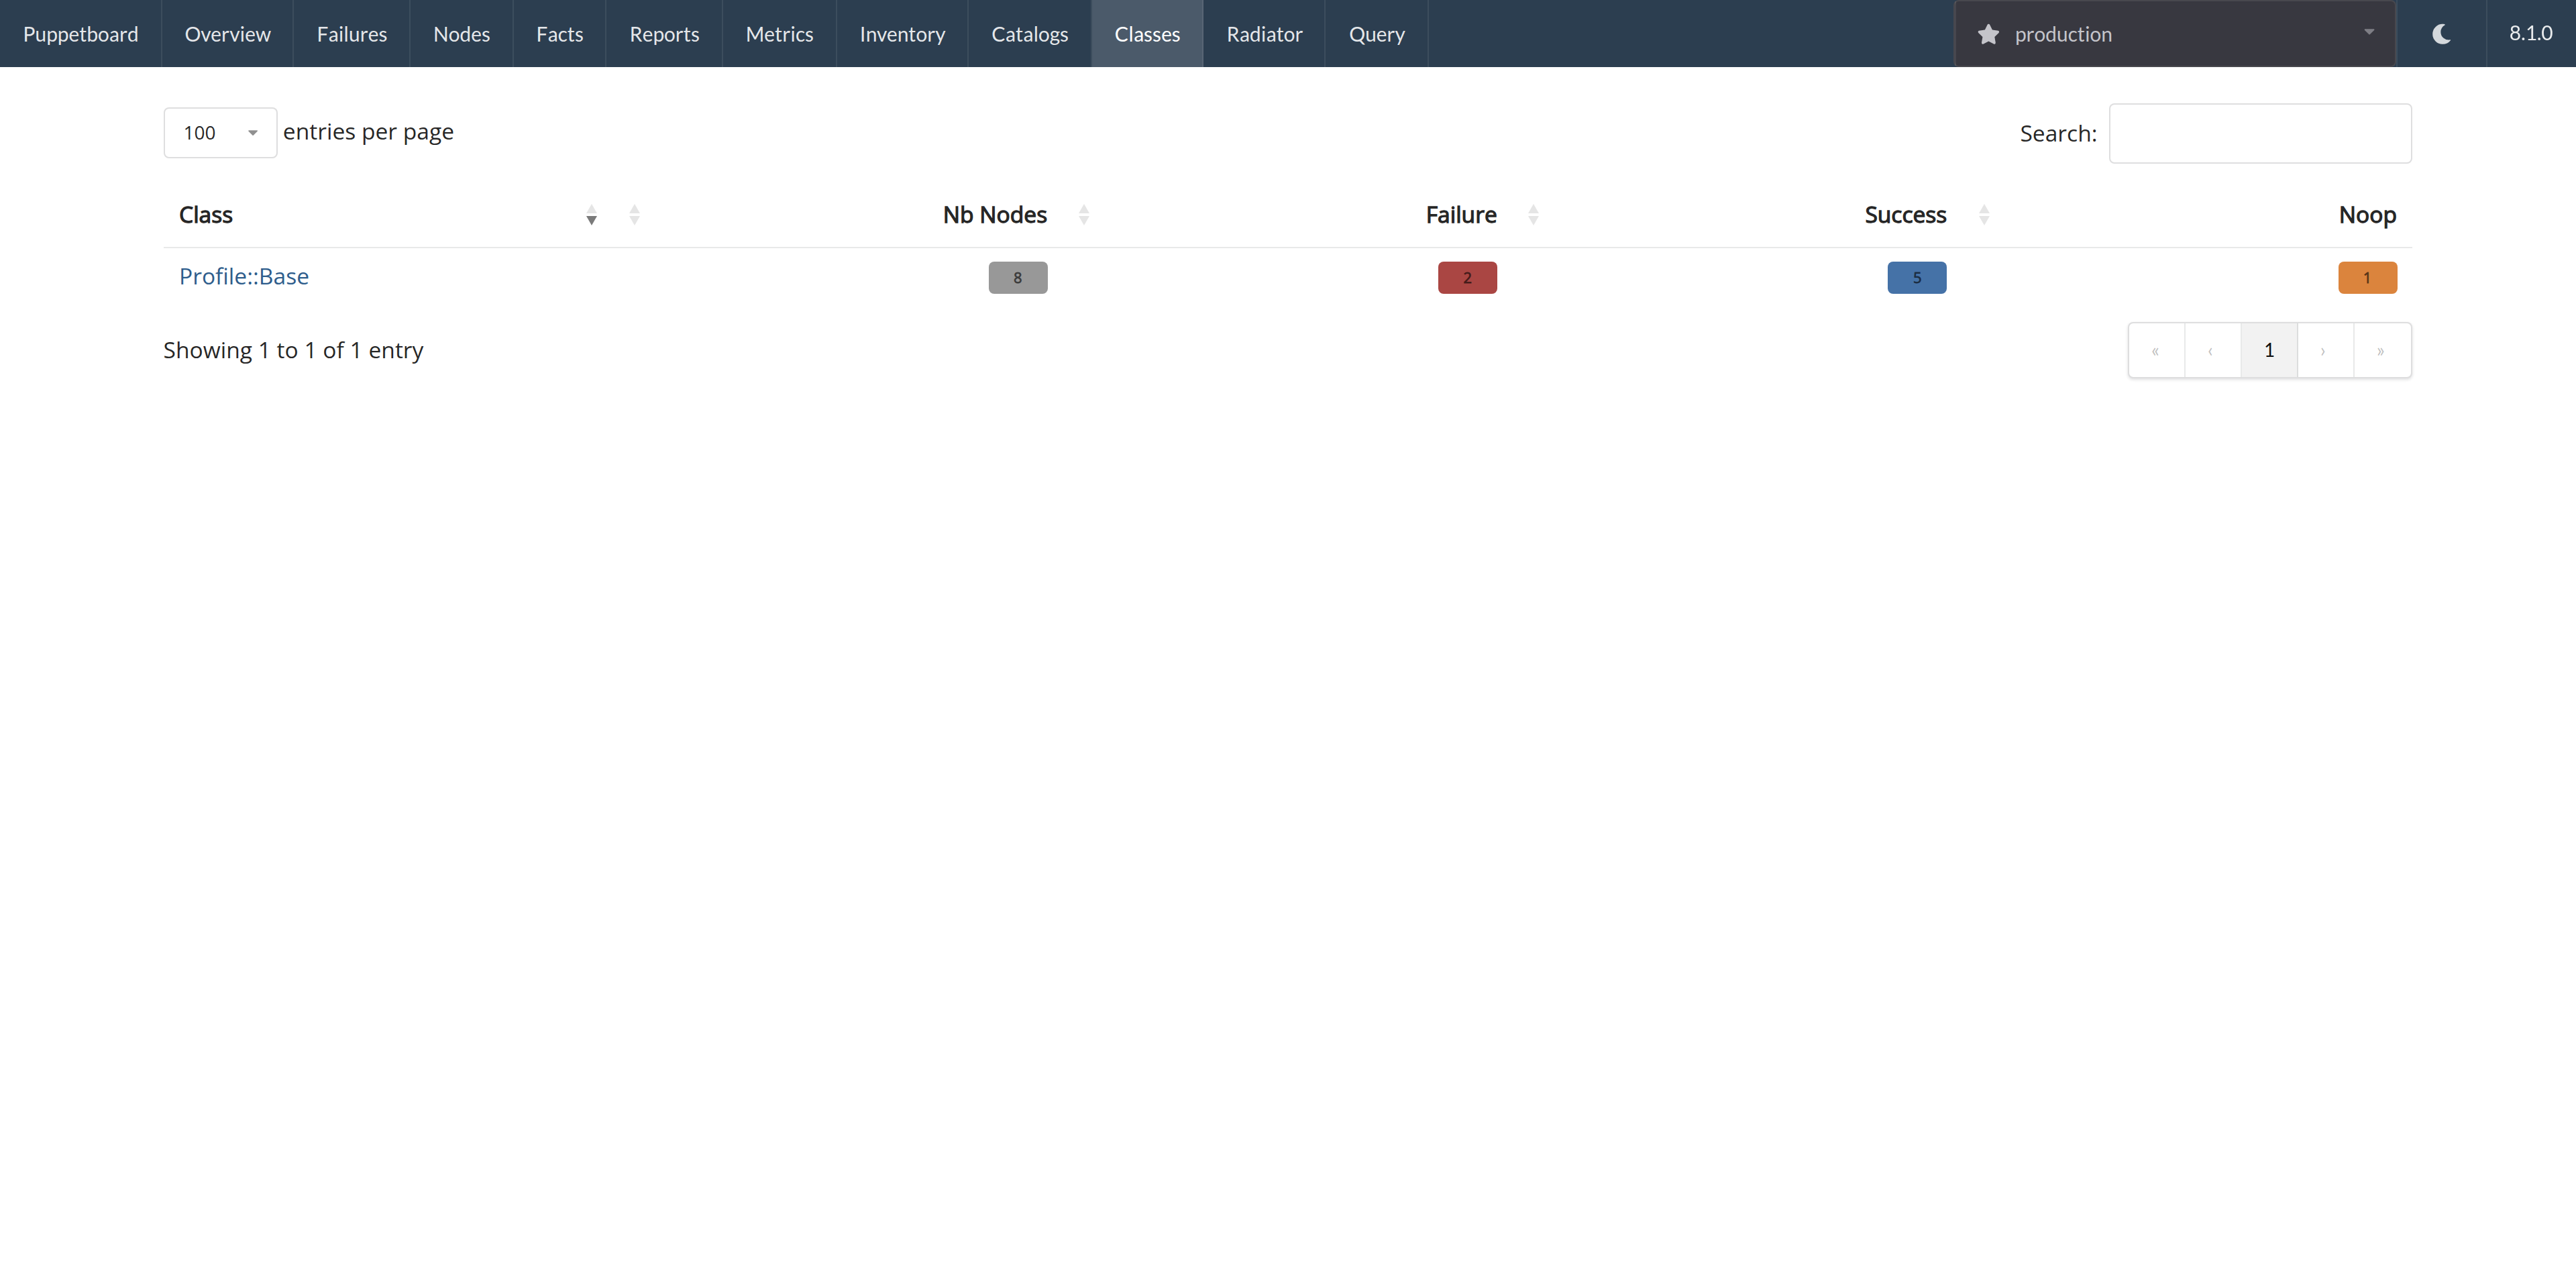 Puppetboard Overview Failures Nodes Facts Reports Metrics Inventory Catalogs Classes Radiator Query production 8.1.0
100 entries per page Search:
Class Nb Nodes Failure Success Noop
Profile::Base 8 2 5 1
Showing 1 to 1 of 1 entry « ‹ 1 › »